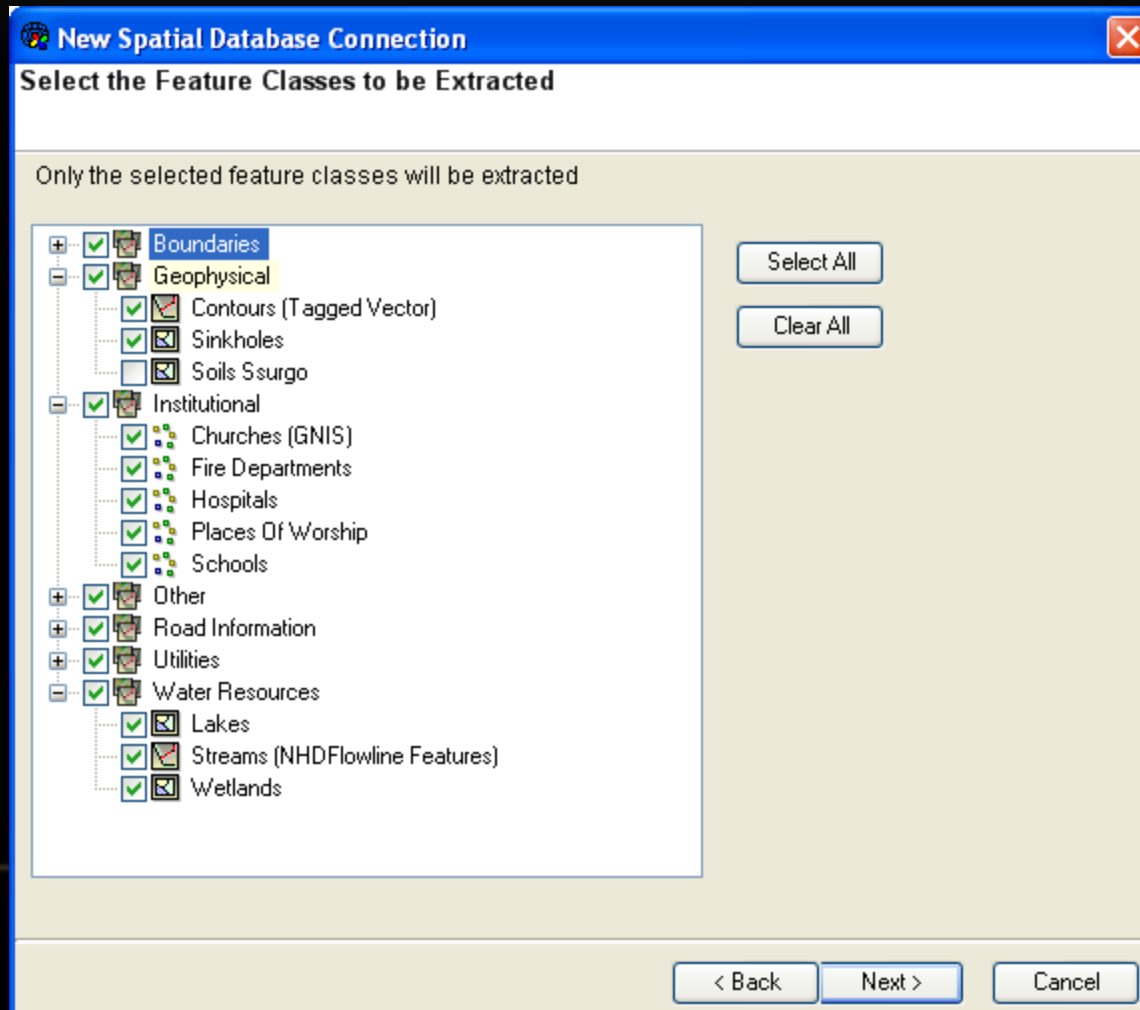 New Spatial Database Connection
Select the Feature Classes to be Extracted
Only the selected feature classes will be extracted
Boundaries
Geophysical
Contours (Tagged Vector)
Sinkholes
Soils Ssurgo
Institutional
Churches (GNIS)
Fire Departments
Hospitals
Places Of Worship
Schools
Other
Road Information
Utilities
Water Resources
Lakes
Streams (NHDFlowline Features)
Wetlands
Select All
Clear All
< Back
Next >
Cancel